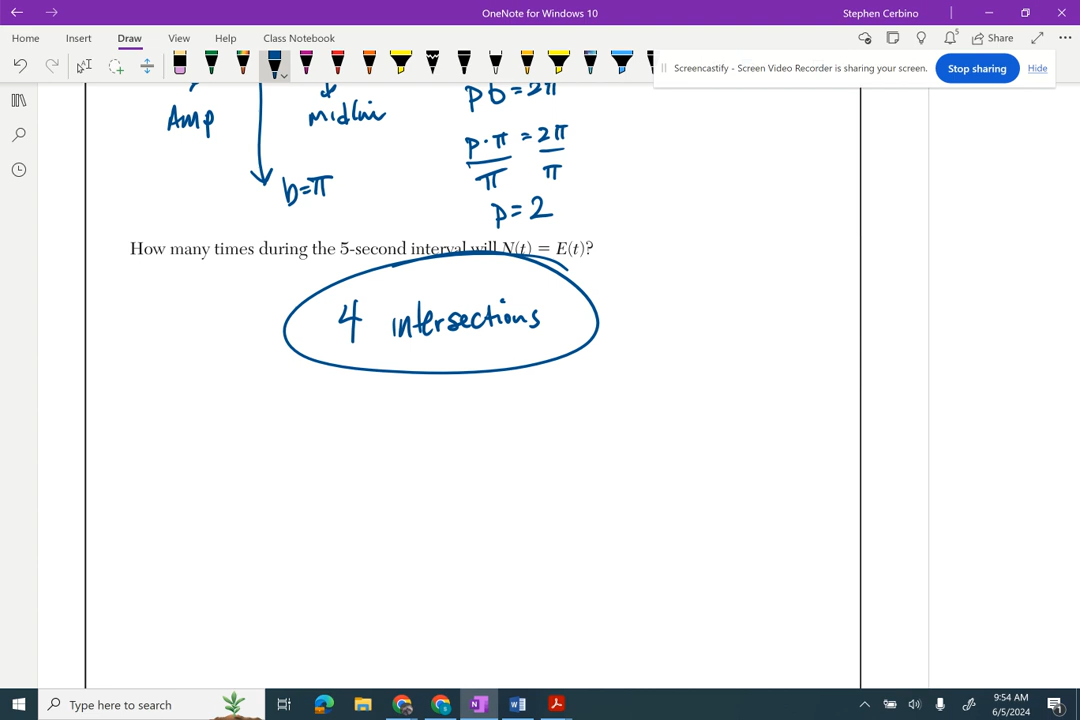 OneNote for Windows 10
Stephen Cerbino
Home Insert Draw View Help Class Notebook
Share
Screencastify - Screen Video Recorder is sharing your screen. Stop sharing Hide
pb = 2π
Amp midline
p·π = 2π
π π
b=π
p = 2
How many times during the 5-second interval will N(t) = E(t)?
4 intersections
Type here to search
9:54 AM
6/5/2024